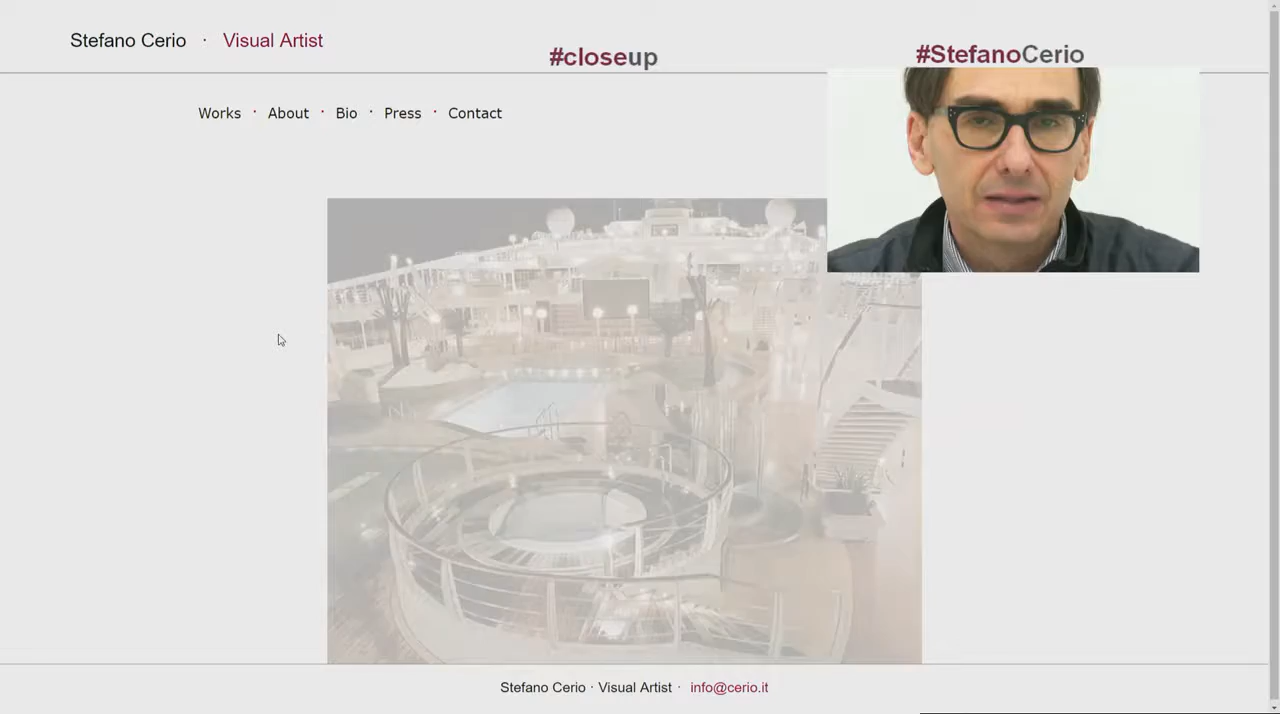 Stefano Cerio · Visual Artist
#closeup
#StefanoCerio
Works · About · Bio · Press · Contact
Stefano Cerio · Visual Artist · info@cerio.it